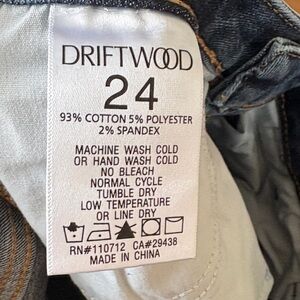 DRIFTWOOD
24
93% COTTON 5% POLYESTER
2% SPANDEX
MACHINE WASH COLD
OR HAND WASH COLD
NO BLEACH
NORMAL CYCLE
TUMBLE DRY
LOW TEMPERATURE
OR LINE DRY
RN#110712 CA#29438
MADE IN CHINA